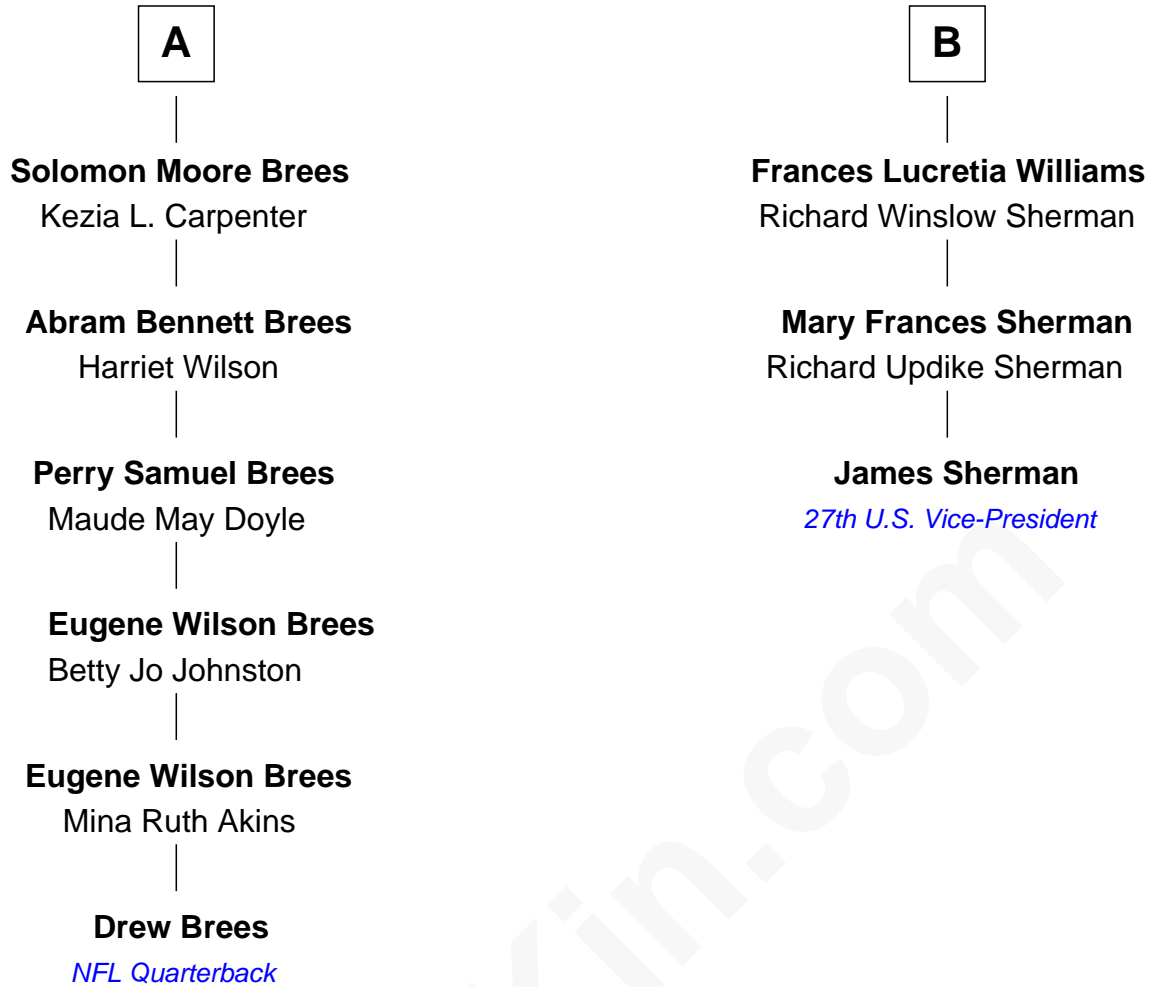 A
Solomon Moore Brees
Kezia L. Carpenter
Abram Bennett Brees
Harriet Wilson
Perry Samuel Brees
Maude May Doyle
Eugene Wilson Brees
Betty Jo Johnston
Eugene Wilson Brees
Mina Ruth Akins
Drew Brees
NFL Quarterback
B
Frances Lucretia Williams
Richard Winslow Sherman
Mary Frances Sherman
Richard Updike Sherman
James Sherman
27th U.S. Vice-President
Kin.com